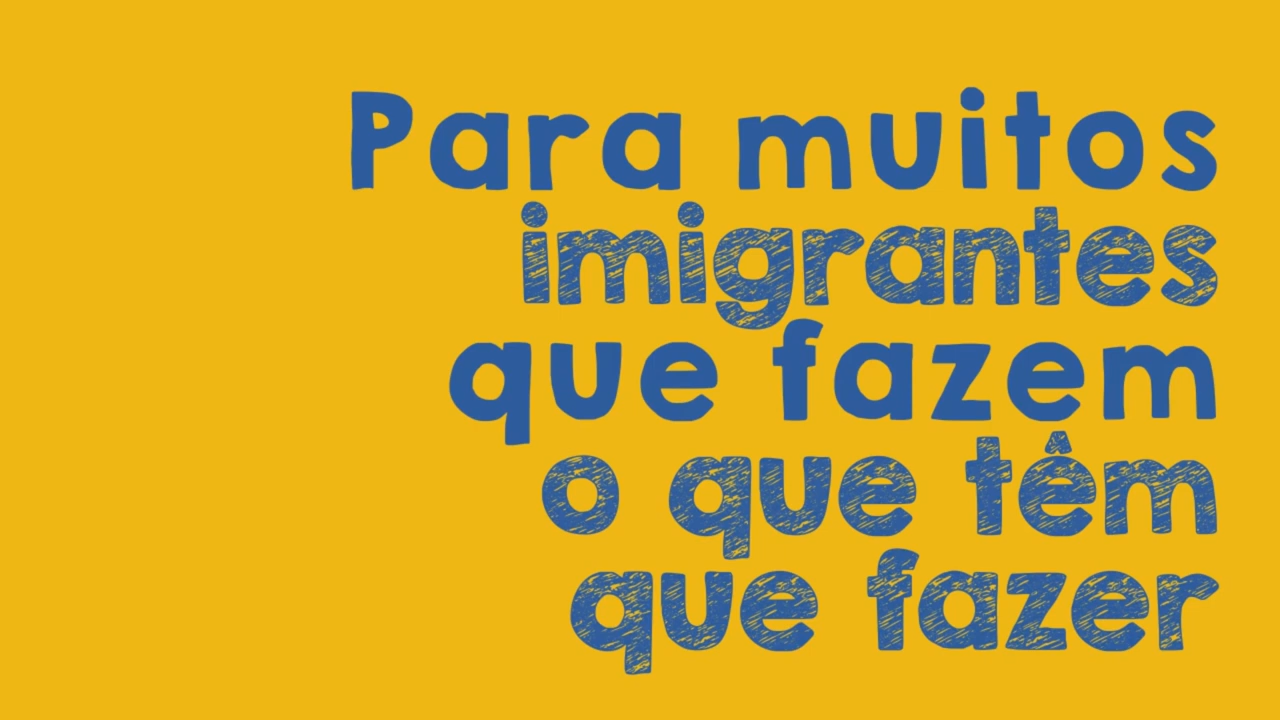 Para muitos
imigrantes
que fazem
o que têm
que fazer